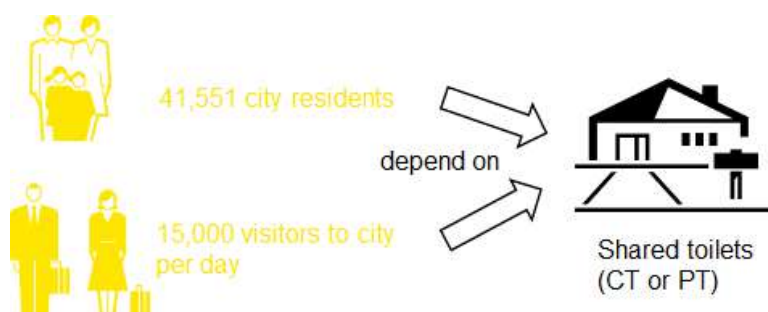 41,551 city residents
depend on
15,000 visitors to city
per day
Shared toilets
(CT or PT)